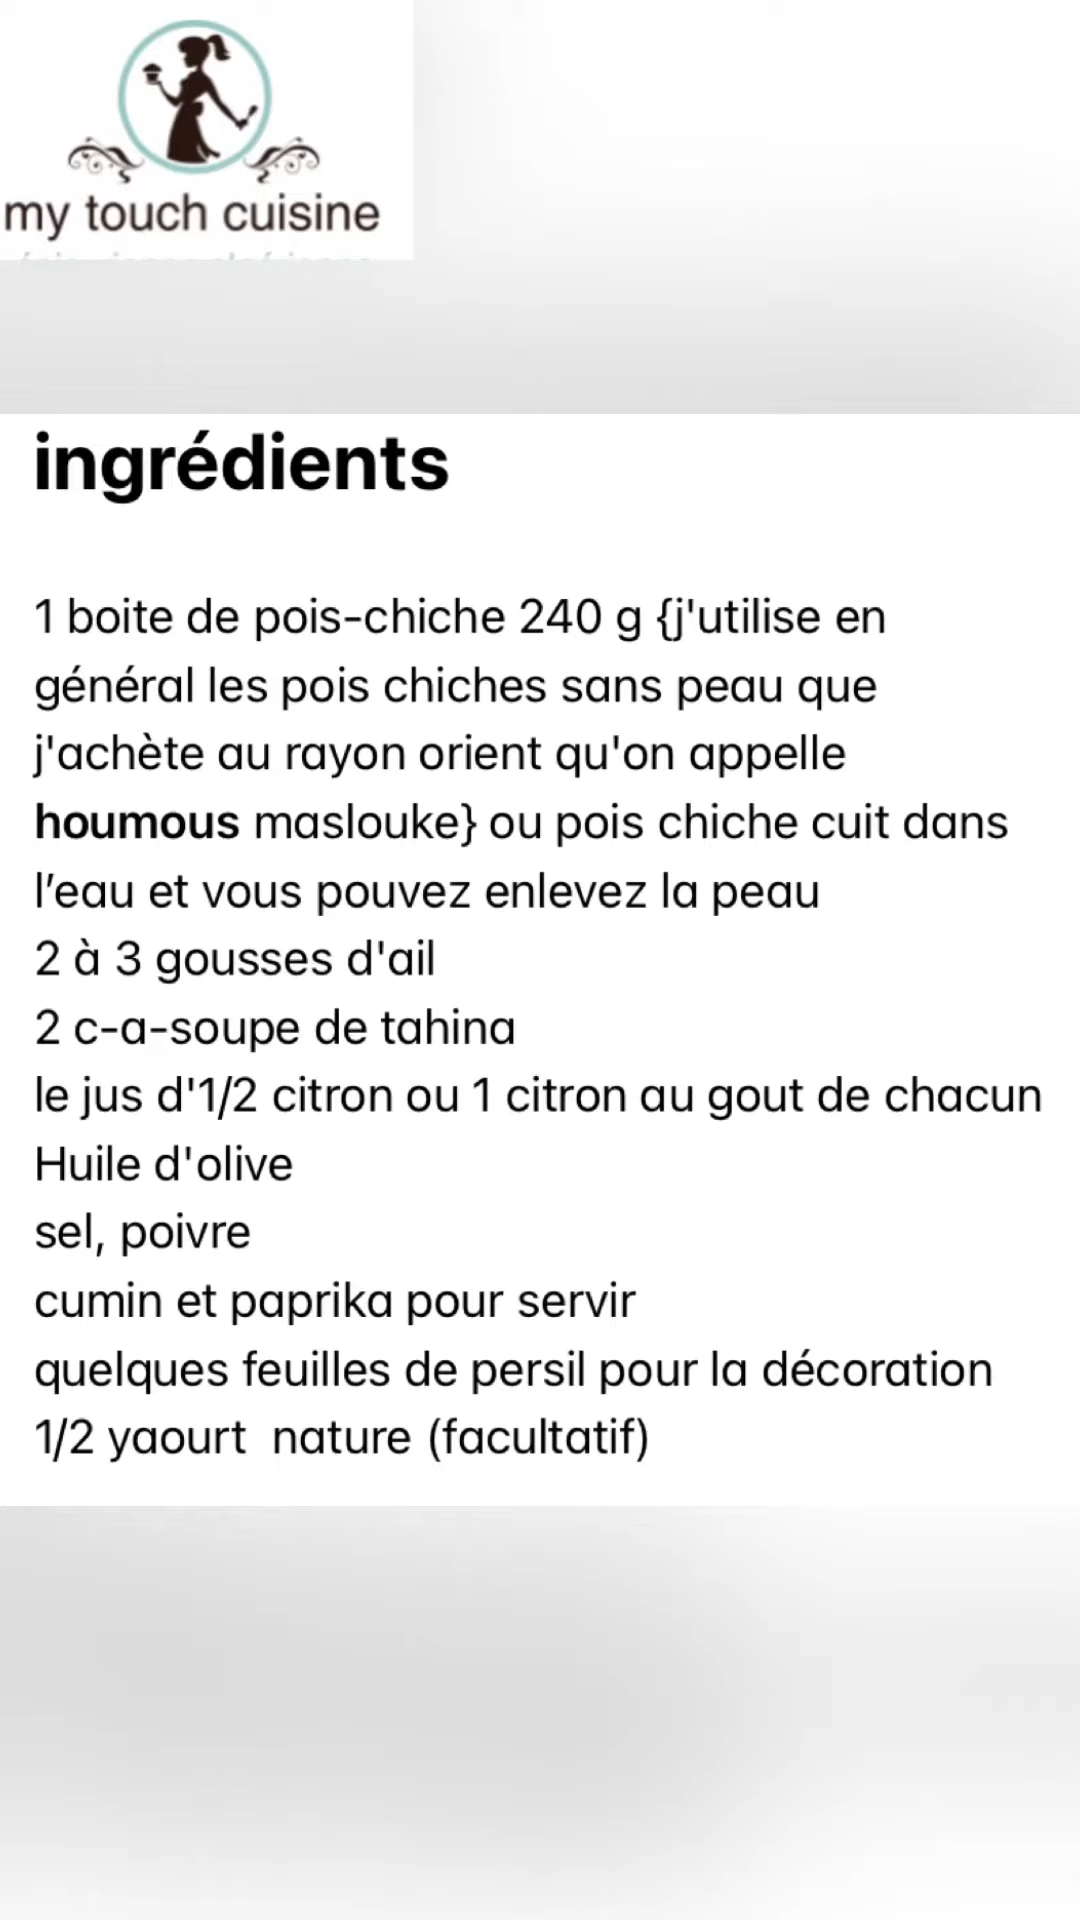 my touch cuisine
ingrédients
1 boite de pois-chiche 240 g {j'utilise en
général les pois chiches sans peau que
j'achète au rayon orient qu'on appelle
houmous maslouke} ou pois chiche cuit dans
l’eau et vous pouvez enlevez la peau
2 à 3 gousses d'ail
2 c-a-soupe de tahina
le jus d'1/2 citron ou 1 citron au gout de chacun
Huile d'olive
sel, poivre
cumin et paprika pour servir
quelques feuilles de persil pour la décoration
1/2 yaourt  nature (facultatif)